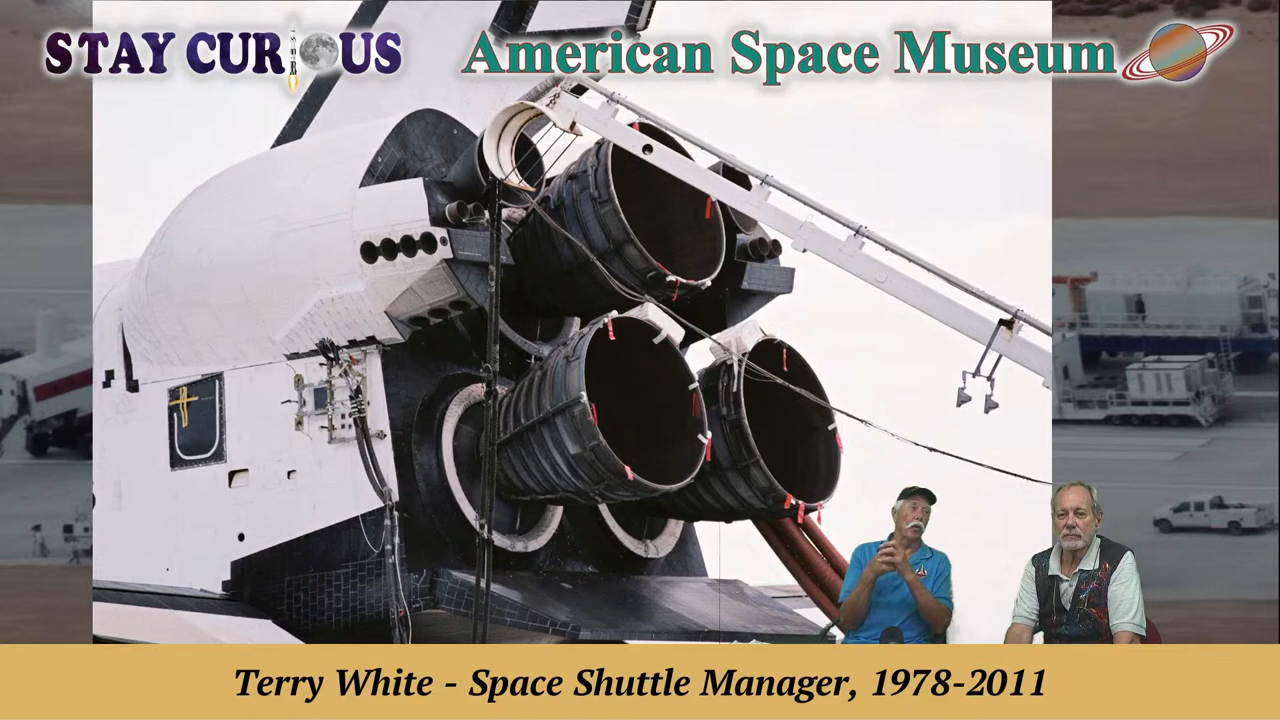 STAY CURIOUS
American Space Museum
Terry White - Space Shuttle Manager, 1978-2011